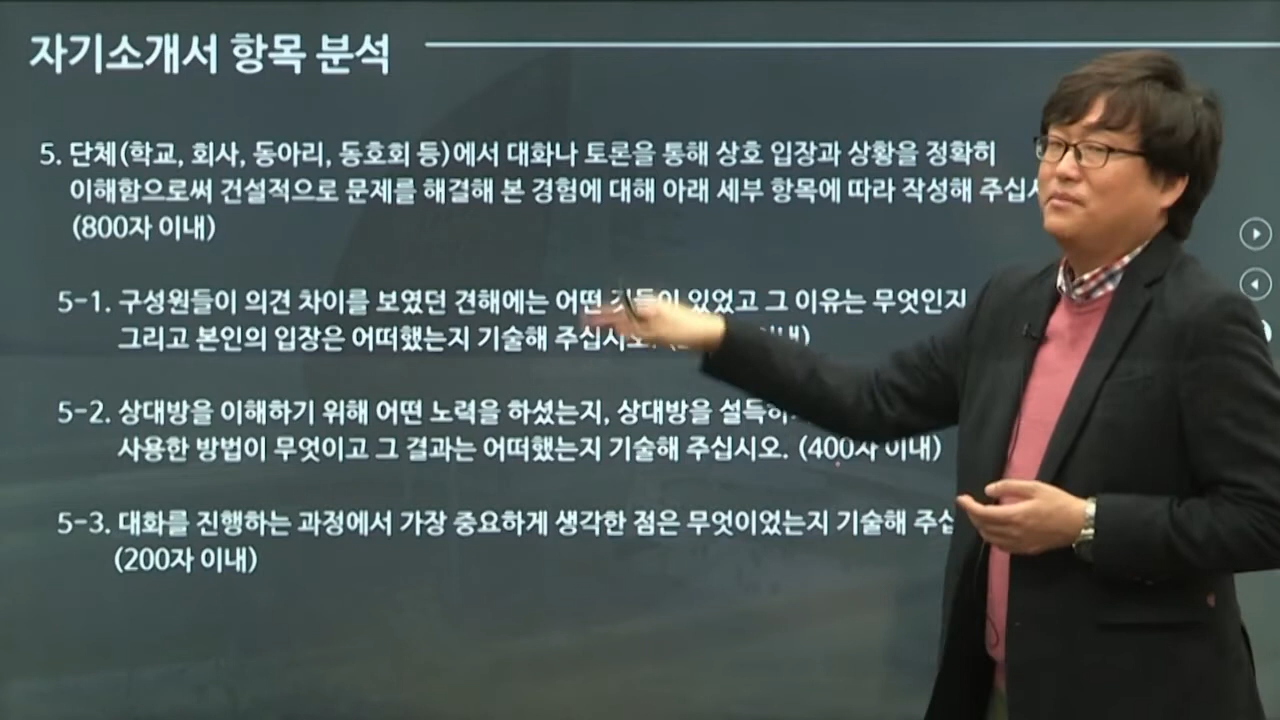 자기소개서 항목 분석
5. 단체(학교, 회사, 동아리, 동호회 등)에서 대화나 토론을 통해 상호 입장과 상황을 정확히
이해함으로써 건설적으로 문제를 해결해 본 경험에 대해 아래 세부 항목에 따라 작성해
(800자 이내)
5-1. 구성원들이 의견 차이를 보였던 견해에는 어떤 있었고 그 이유는 무엇인지
그리고 본인의 입장은 어떠했는지 기술해 주십시오.
5-2. 상대방을 이해하기 위해 어떤 노력을 하셨는지, 상대방을
사용한 방법이 무엇이고 그 결과는 어떠했는지 기술해 주십시오. (400자 이내)
5-3. 대화를 진행하는 과정에서 가장 중요하게 생각한 점은 무엇이었는지 기술해
(200자 이내)